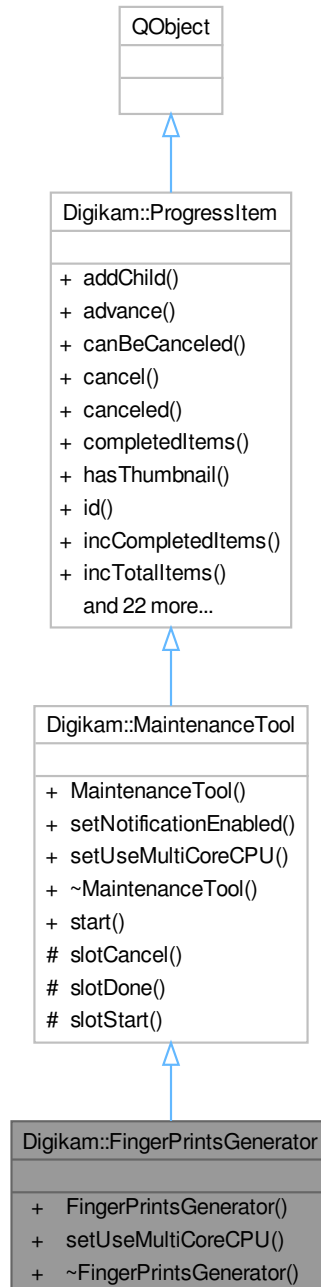 QObject
Digikam::ProgressItem
+ addChild()
+ advance()
+ canBeCanceled()
+ cancel()
+ canceled()
+ completedItems()
+ hasThumbnail()
+ id()
+ incCompletedItems()
+ incTotalItems()
and 22 more...
Digikam::MaintenanceTool
+ MaintenanceTool()
+ setNotificationEnabled()
+ setUseMultiCoreCPU()
+ ~MaintenanceTool()
+ start()
# slotCancel()
# slotDone()
# slotStart()
Digikam::FingerPrintsGenerator
+ FingerPrintsGenerator()
+ setUseMultiCoreCPU()
+ ~FingerPrintsGenerator()